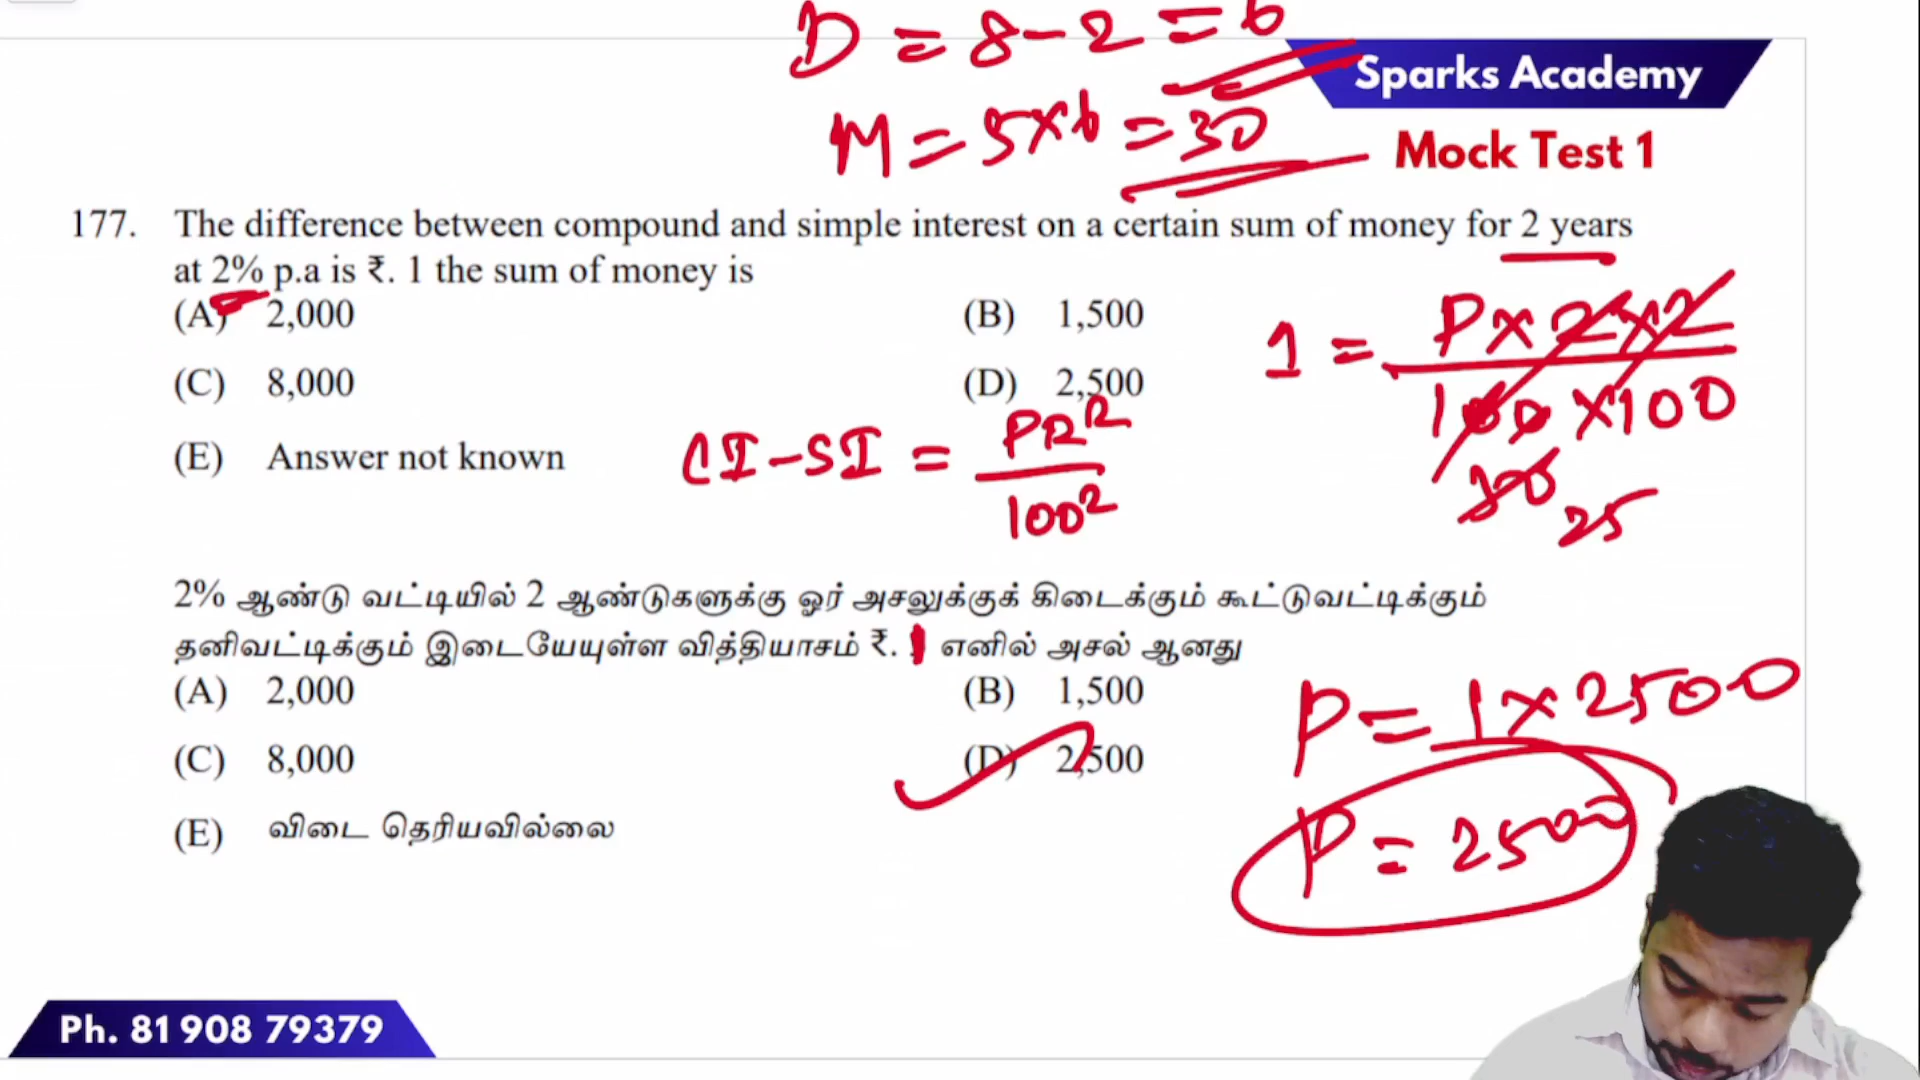 D = 8 - 2 = 6
Sparks Academy
M = 5 x 6 = 30
Mock Test 1
177. The difference between compound and simple interest on a certain sum of money for 2 years
at 2% p.a is ₹. 1 the sum of money is
(A) 2,000
(B) 1,500
1 = P x 2 x 2
100 x 100
(C) 8,000
(D) 2,500
(E) Answer not known
CI - SI = PR²
100²
25
2% ஆண்டு வட்டியில் 2 ஆண்டுகளுக்கு ஓர் அசலுக்குக் கிடைக்கும் கூட்டுவட்டிக்கும்
தனிவட்டிக்கும் இடையேயுள்ள வித்தியாசம் ₹. 1 எனில் அசல் ஆனது
(A) 2,000
(B) 1,500
P = 1 x 2500
(C) 8,000
(D) 2,500
P = 2500
(E) விடை தெரியவில்லை
Ph. 81 908 79379